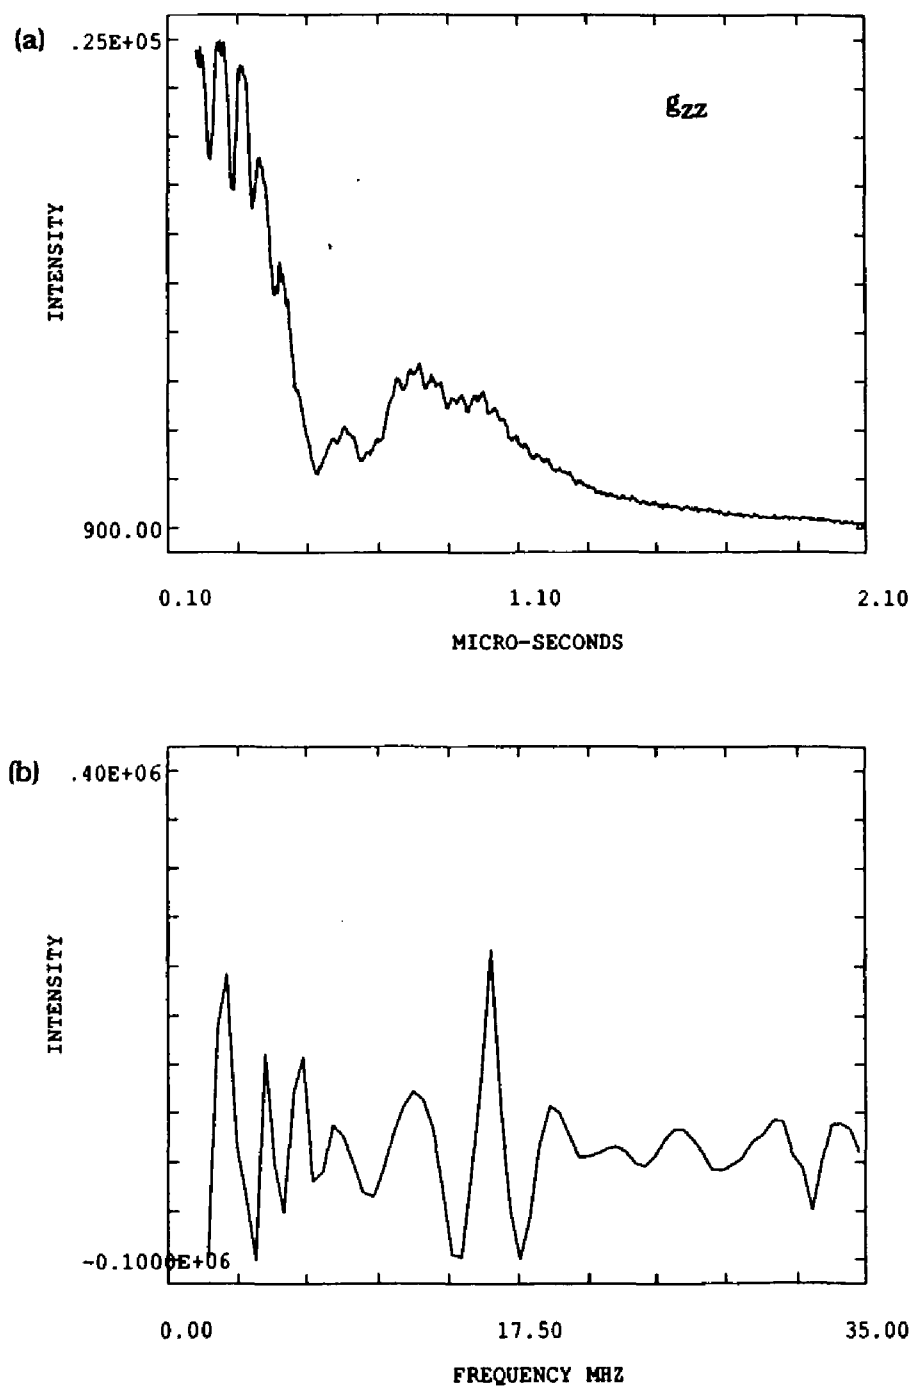 (a)
.25E+05
gzz
INTENSITY
900.00
0.10 1.10 2.10
MICRO-SECONDS
(b)
.40E+06
INTENSITY
-0.1000E+06
0.00 17.50 35.00
FREQUENCY MHZ